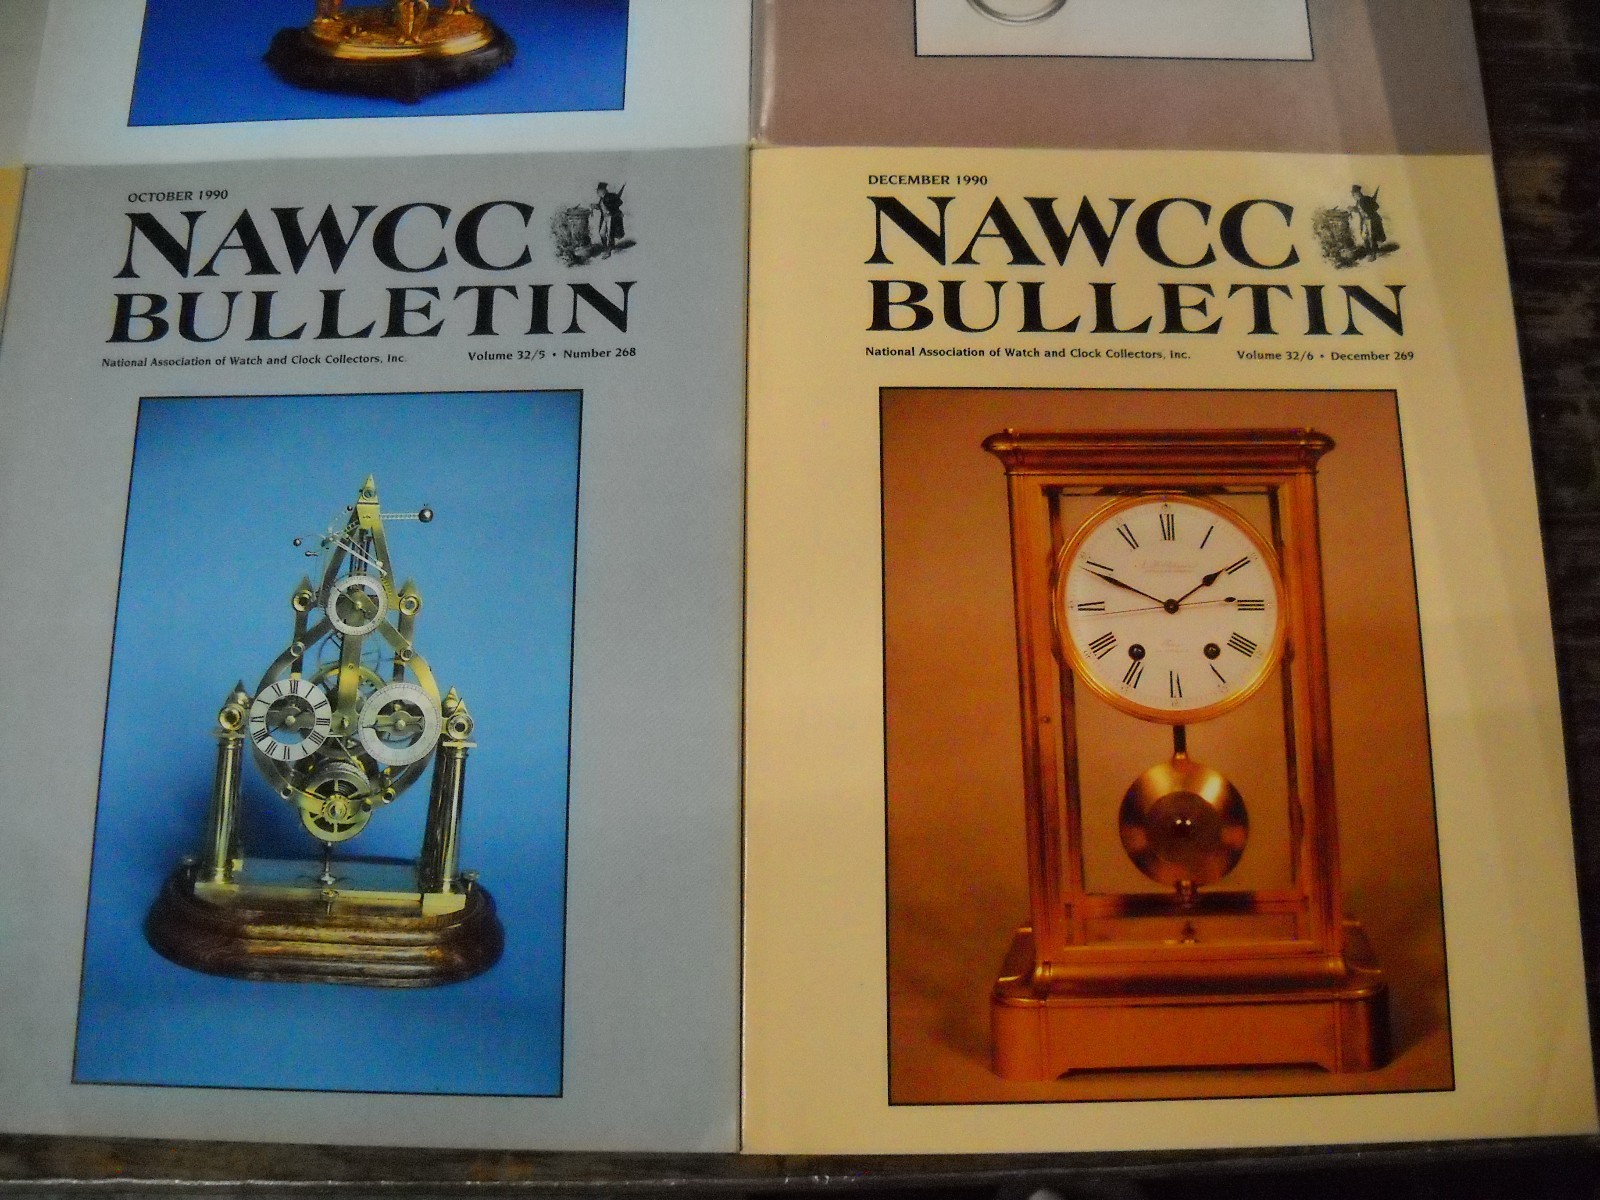 OCTOBER 1990
NAWCC
BULLETIN
National Association of Watch and Clock Collectors, Inc.
Volume 32/5 • Number 268
DECEMBER 1990
NAWCC
BULLETIN
National Association of Watch and Clock Collectors, Inc.
Volume 32/6 • December 269